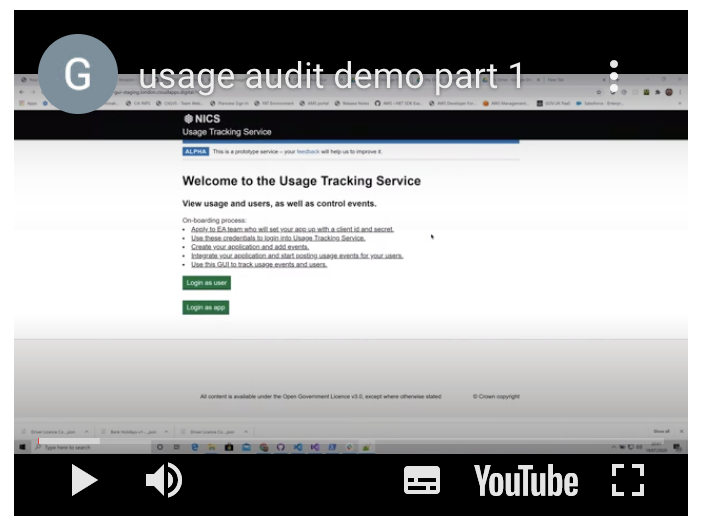 G usage audit demo part 1
NICS
Usage Tracking Service
ALPHA This is a prototype service – your feedback will help us to improve it.
Welcome to the Usage Tracking Service
View usage and users, as well as control events.
On-boarding process:
Apply to EA team who will set your app up with a client id and secret.
Use these credentials to login into Usage Tracking Service.
Create your application and add events.
Integrate your application and start posting usage events for your users.
Use this GUI to track usage events and users.
Login as user
Login as app
All content is available under the Open Government Licence v3.0, except where otherwise stated © Crown copyright
Show all
Type here to search
YouTube